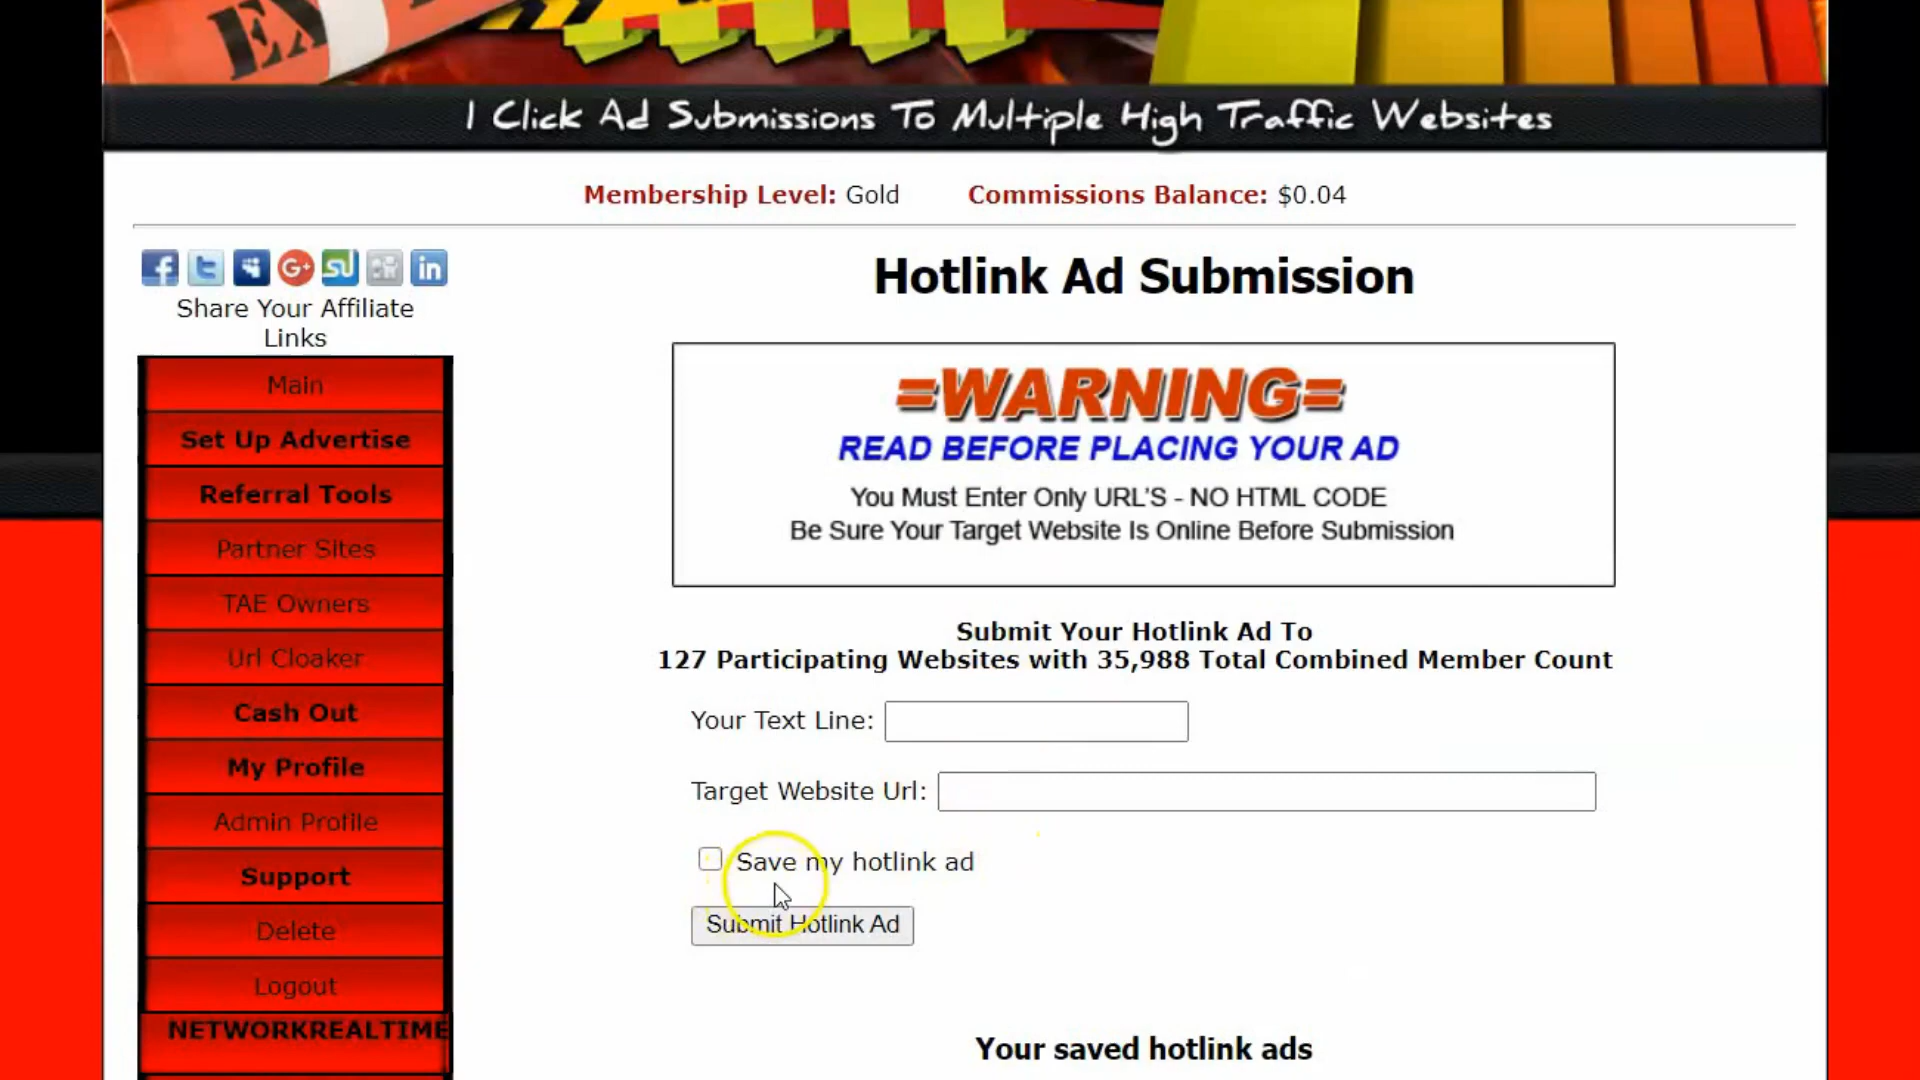 EX
1 Click Ad Submissions To Multiple High Traffic Websites
Membership Level: Gold Commissions Balance: $0.04
Share Your Affiliate
Links
Main
Set Up Advertise
Referral Tools
Partner Sites
TAE Owners
Url Cloaker
Cash Out
My Profile
Admin Profile
Support
Delete
Logout
NETWORKREALTIME
Hotlink Ad Submission
=WARNING=
READ BEFORE PLACING YOUR AD
You Must Enter Only URL'S - NO HTML CODE
Be Sure Your Target Website Is Online Before Submission
Submit Your Hotlink Ad To
127 Participating Websites with 35,988 Total Combined Member Count
Your Text Line:
Target Website Url:
Save my hotlink ad
Submit Hotlink Ad
Your saved hotlink ads